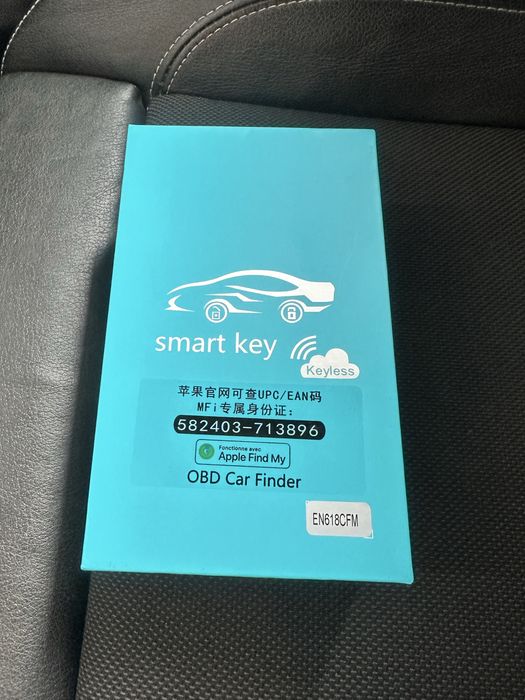 smart key
Keyless
苹果官网可查UPC/EAN码
MFi专属身份证：
582403-713896
Fonctionne avec
Apple Find My
OBD Car Finder
EN618CFM